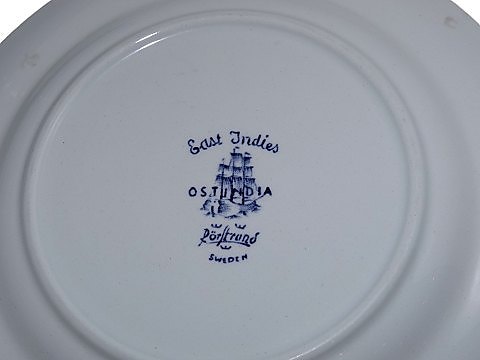 East Indies
OSTINDIA
Rörstrand
SWEDEN